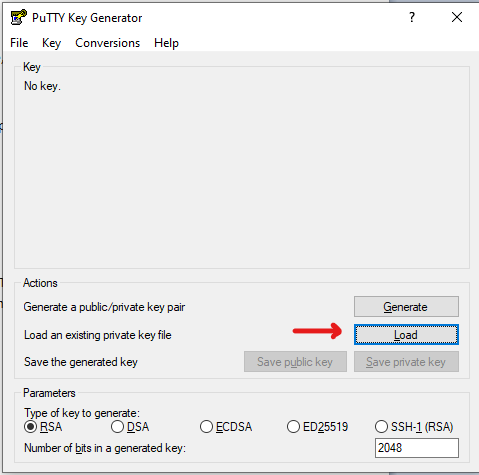 PuTTY Key Generator
File Key Conversions Help
Key
No key.
Actions
Generate a public/private key pair Generate
Load an existing private key file Load
Save the generated key Save public key Save private key
Parameters
Type of key to generate:
RSA DSA ECDSA ED25519 SSH-1 (RSA)
Number of bits in a generated key: 2048